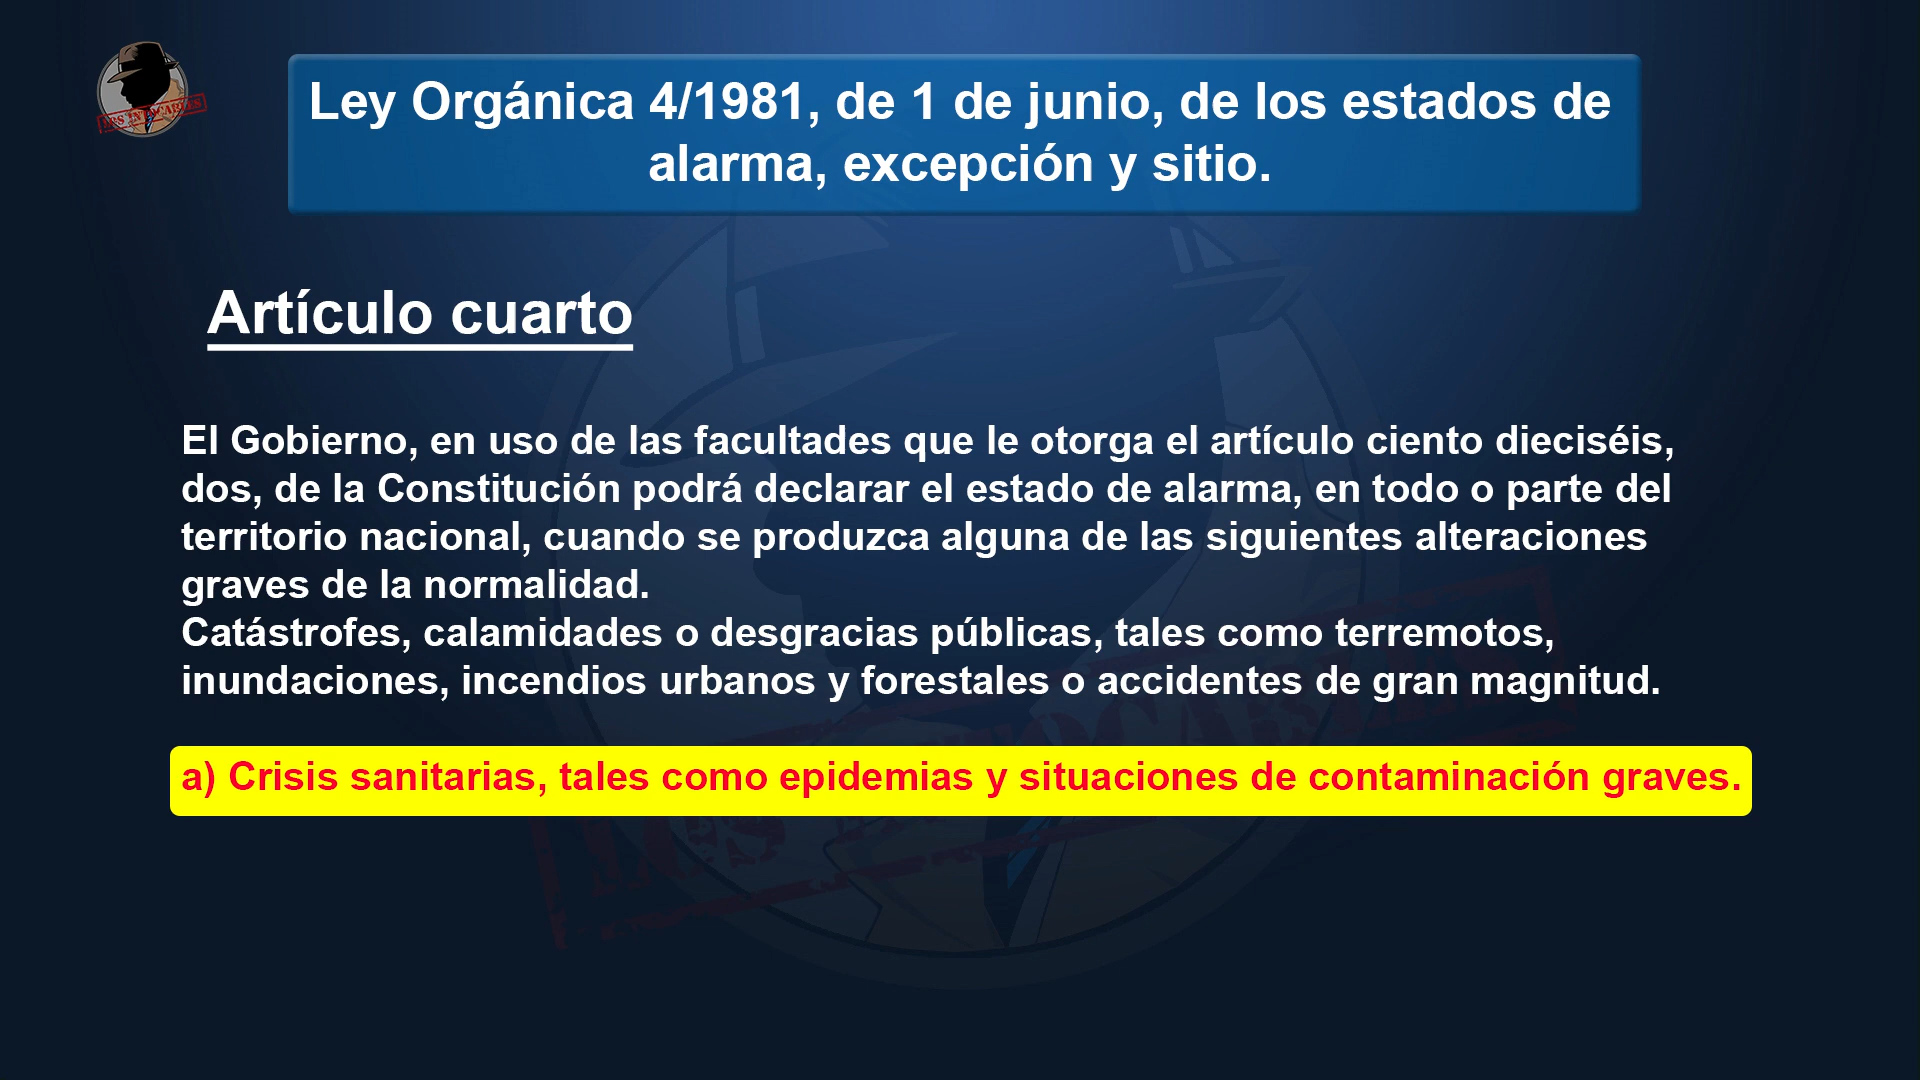 LOS INTOCABLES
Ley Orgánica 4/1981, de 1 de junio, de los estados de
alarma, excepción y sitio.
Artículo cuarto
El Gobierno, en uso de las facultades que le otorga el artículo ciento dieciséis,
dos, de la Constitución podrá declarar el estado de alarma, en todo o parte del
territorio nacional, cuando se produzca alguna de las siguientes alteraciones
graves de la normalidad.
Catástrofes, calamidades o desgracias públicas, tales como terremotos,
inundaciones, incendios urbanos y forestales o accidentes de gran magnitud.
a) Crisis sanitarias, tales como epidemias y situaciones de contaminación graves.
LOS INTOCABLES